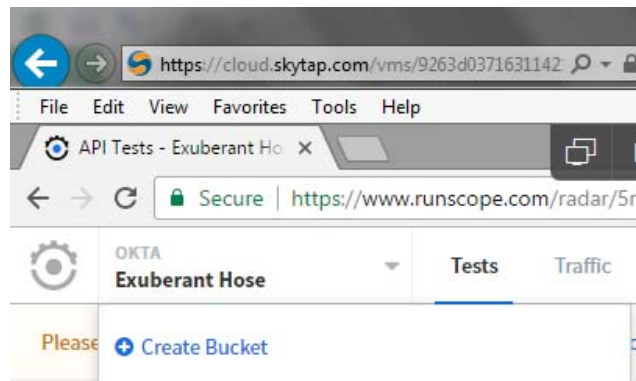 https://cloud.skytap.com/vms/9263d0371631142
File Edit View Favorites Tools Help
API Tests - Exuberant Ho
Secure | https://www.runscope.com/radar/5
OKTA
Exuberant Hose
Tests Traffic
Please
Create Bucket